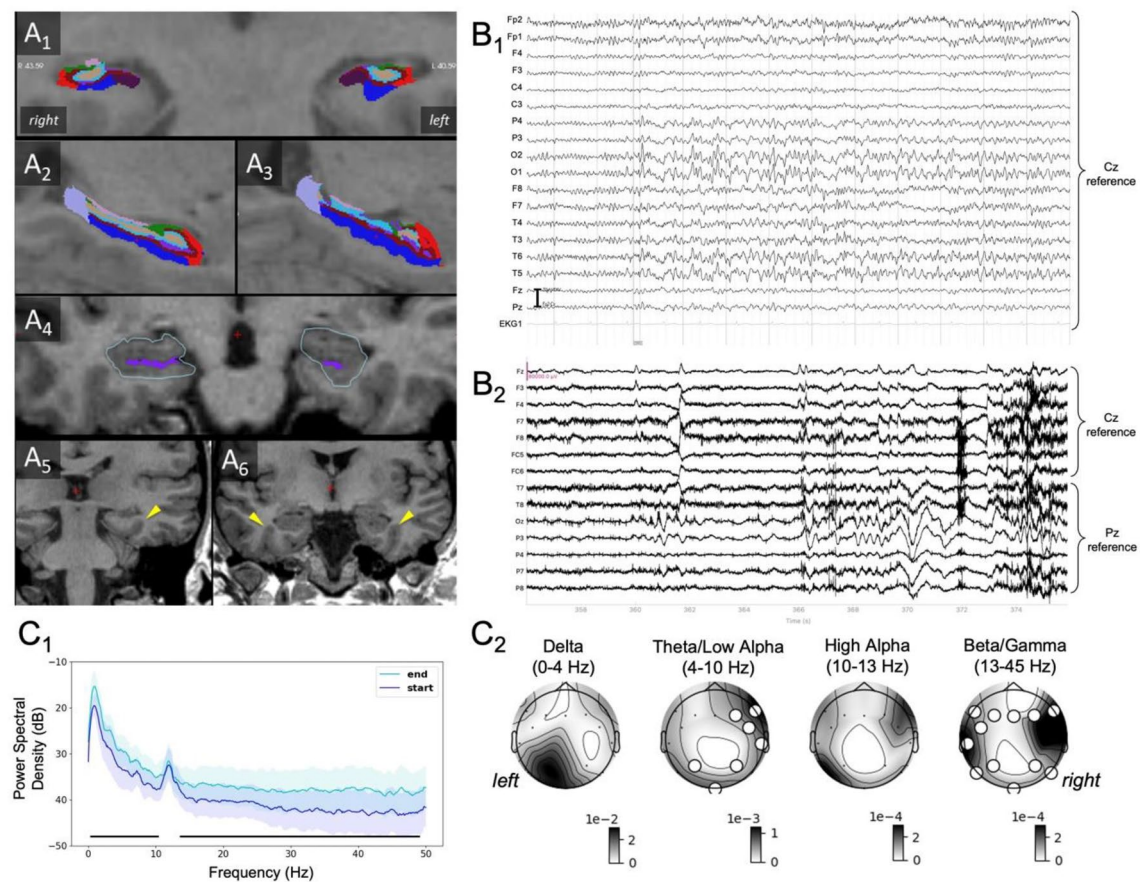 A1
R 43.59
L 40.59
right
left
A2
A3
A4
A5
A6
B1
Fp2
Fp1
F4
F3
C4
C3
P4
P3
O2
O1
F8
F7
T4
T3
T6
T5
Fz
Pz
EKG1
Cz
reference
B2
Fz
F3
F4
F7
F8
FC5
FC6
T7
T8
Oz
P3
P4
P7
P8
Cz
reference
Pz
reference
358
360
362
364
366
368
370
372
374
Time (s)
C1
Power Spectral
Density (dB)
−10
20
30
40
−50
0
10
20
30
40
50
Frequency (Hz)
end
start
C2
Delta
(0-4 Hz)
Theta/Low Alpha
(4-10 Hz)
High Alpha
(10-13 Hz)
Beta/Gamma
(13-45 Hz)
left
right
1e−2
2
0
1e−3
1
0
1e−4
2
0
1e−4
2
0